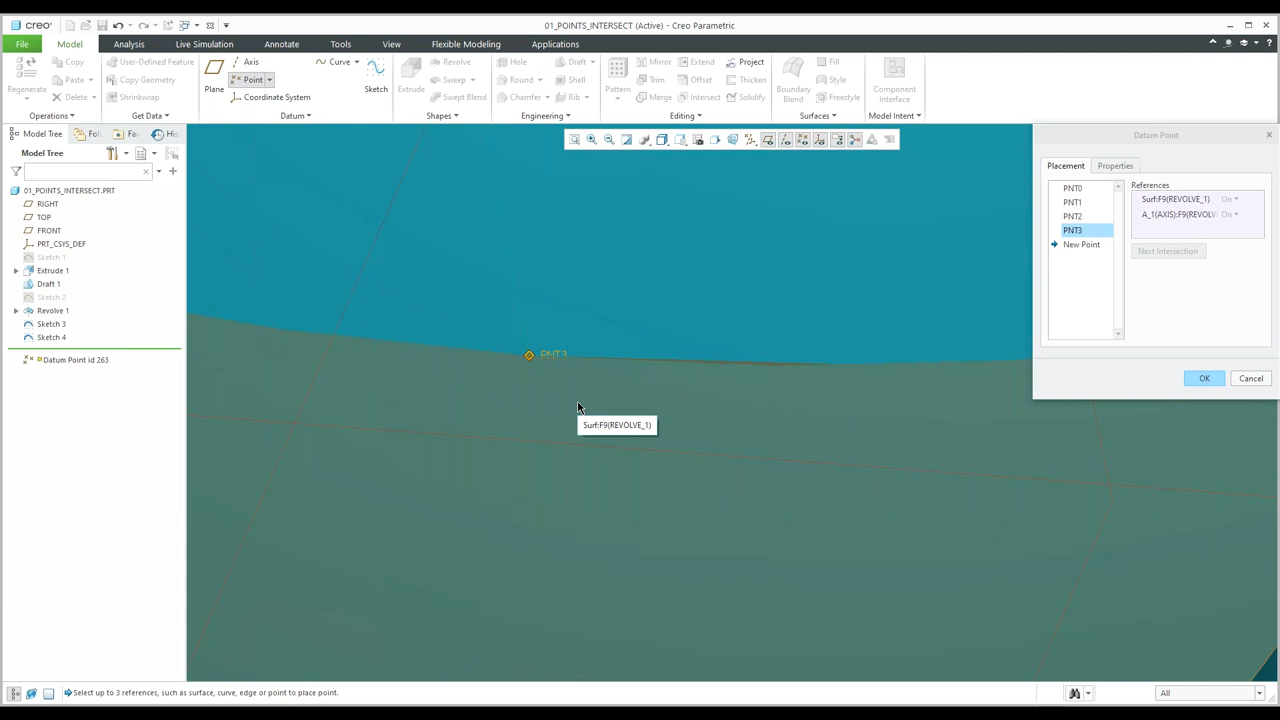 creo
01_POINTS_INTERSECT (Active) - Creo Parametric
File Model Analysis Live Simulation Annotate Tools View Flexible Modeling Applications
Regenerate
Copy
Paste
Delete
Operations
User-Defined Feature
Copy Geometry
Shrinkwrap
Get Data
Plane
Axis
Point
Coordinate System
Curve
Sketch
Datum
Extrude
Revolve
Sweep
Swept Blend
Shapes
Hole
Round
Chamfer
Draft
Shell
Rib
Engineering
Pattern
Mirror
Trim
Merge
Extend
Offset
Intersect
Project
Thicken
Solidify
Editing
Boundary
Blend
Fill
Style
Freestyle
Surfaces
Component
Interface
Model Intent
Model Tree Fol Fav His
Model Tree
01_POINTS_INTERSECT.PRT
RIGHT
TOP
FRONT
PRT_CSYS_DEF
Sketch 1
Extrude 1
Draft 1
Sketch 2
Revolve 1
Sketch 3
Sketch 4
Datum Point id 263
PNT3
Surf:F9(REVOLVE_1)
Datum Point
Placement Properties
PNT0
PNT1
PNT2
PNT3
New Point
References
Surf:F9(REVOLVE_1) On
A_1(AXIS):F9(REVOLV On
Next Intersection
OK Cancel
Select up to 3 references, such as surface, curve, edge or point to place point.
All